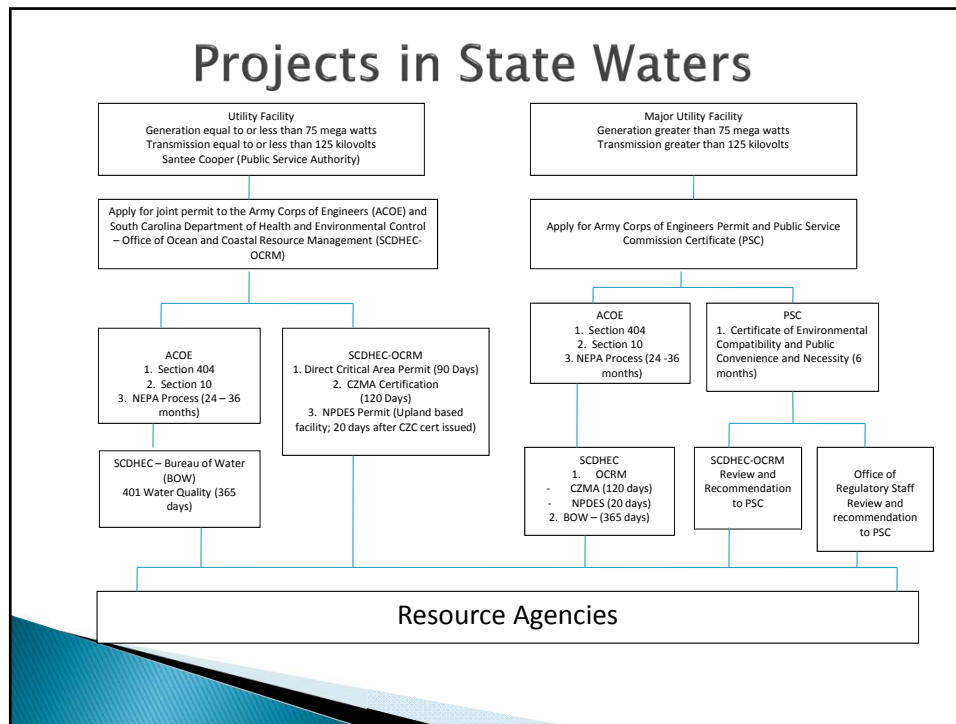 Projects in State Waters
Utility Facility
Generation equal to or less than 75 mega watts
Transmission equal to or less than 125 kilovolts
Santee Cooper (Public Service Authority)
Major Utility Facility
Generation greater than 75 mega watts
Transmission greater than 125 kilovolts
Apply for joint permit to the Army Corps of Engineers (ACOE) and
South Carolina Department of Health and Environmental Control
– Office of Ocean and Coastal Resource Management (SCDHEC-
OCRM)
Apply for Army Corps of Engineers Permit and Public Service
Commission Certificate (PSC)
ACOE
1. Section 404
2. Section 10
3. NEPA Process (24 – 36
months)
SCDHEC-OCRM
1. Direct Critical Area Permit (90 Days)
2. CZMA Certification
(120 Days)
3. NPDES Permit (Upland based
facility; 20 days after CZC cert issued)
ACOE
1. Section 404
2. Section 10
3. NEPA Process (24 -36
months)
PSC
1. Certificate of Environmental
Compatibility and Public
Convenience and Necessity (6
months)
SCDHEC – Bureau of Water
(BOW)
401 Water Quality (365
days)
SCDHEC
1. OCRM
- CZMA (120 days)
- NPDES (20 days)
2. BOW – (365 days)
SCDHEC-OCRM
Review and
Recommendation
to PSC
Office of
Regulatory Staff
Review and
recommendation
to PSC
Resource Agencies